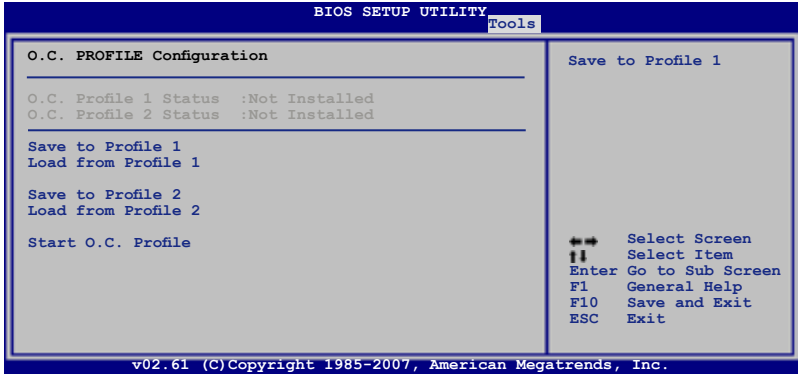 BIOS SETUP UTILITY
Tools
O.C. PROFILE Configuration
O.C. Profile 1 Status :Not Installed
O.C. Profile 2 Status :Not Installed
Save to Profile 1
Load from Profile 1
Save to Profile 2
Load from Profile 2
Start O.C. Profile
Save to Profile 1
Select Screen
Select Item
Enter Go to Sub Screen
F1 General Help
F10 Save and Exit
ESC Exit
v02.61 (C)Copyright 1985-2007, American Megatrends, Inc.